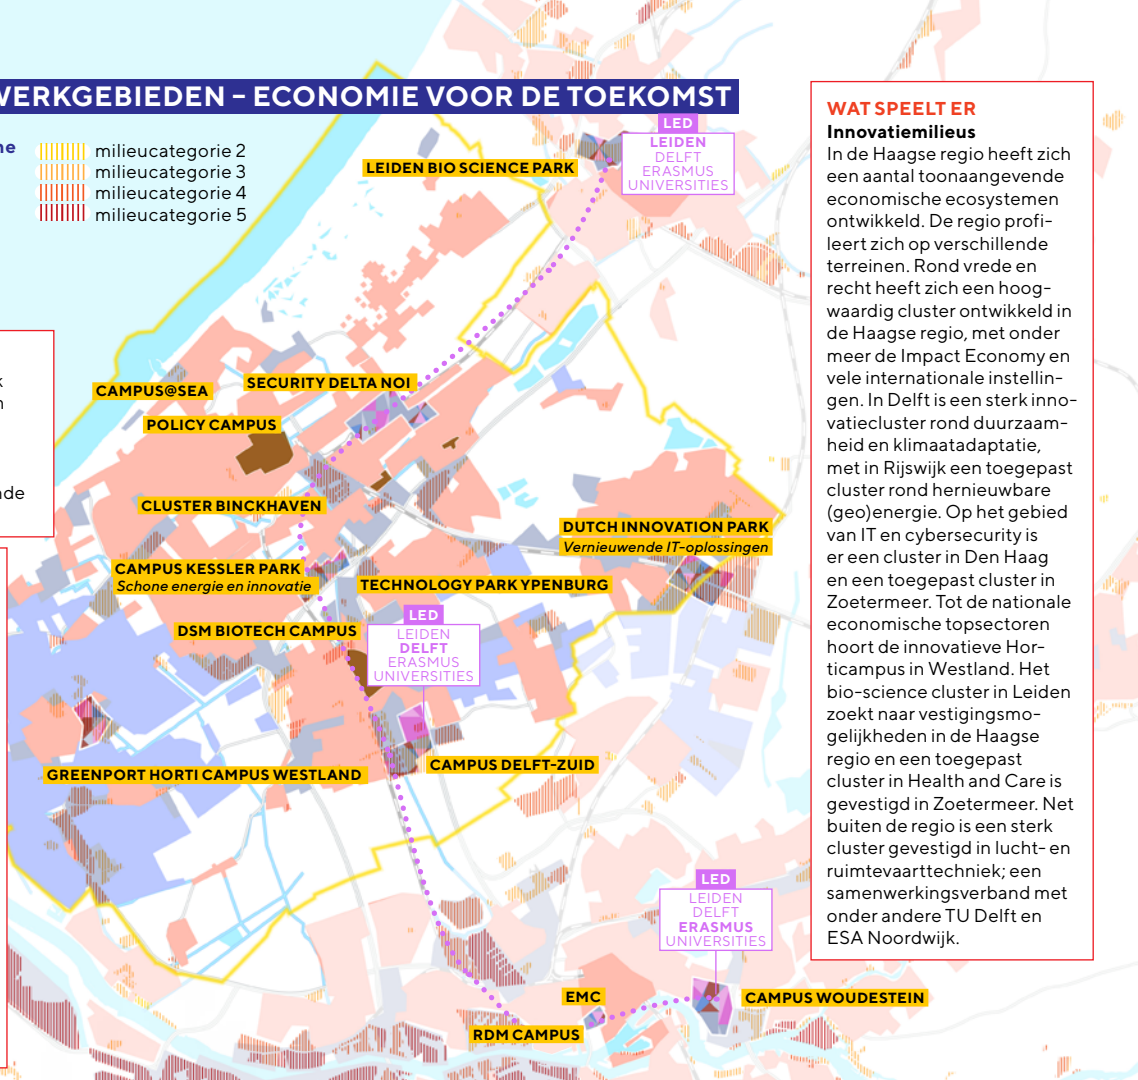 WERKGEBIEDEN – ECONOMIE VOOR DE TOEKOMST
milieucategorie 2
milieucategorie 3
milieucategorie 4
milieucategorie 5
LED
LEIDEN
DELFT
ERASMUS
UNIVERSITIES
LEIDEN BIO SCIENCE PARK
CAMPUS@SEA
SECURITY DELTA NOI
POLICY CAMPUS
CLUSTER BINCKHAVEN
DUTCH INNOVATION PARK
Vernieuwende IT-oplossingen
CAMPUS KESSLER PARK
Schone energie en innovatie
TECHNOLOGY PARK YPENBURG
DSM BIOTECH CAMPUS
LED
LEIDEN
DELFT
ERASMUS
UNIVERSITIES
GREENPORT HORTI CAMPUS WESTLAND
CAMPUS DELFT-ZUID
LED
LEIDEN
DELFT
ERASMUS
UNIVERSITIES
EMC
CAMPUS WOUDESTEIN
RDM CAMPUS
WAT SPEELT ER
Innovatiemilieus
In de Haagse regio heeft zich
een aantal toonaangevende
economische ecosystemen
ontwikkeld. De regio profi-
leert zich op verschillende
terreinen. Rond vrede en
recht heeft zich een hoog-
waardig cluster ontwikkeld in
de Haagse regio, met onder
meer de Impact Economy en
vele internationale instellin-
gen. In Delft is een sterk inno-
vatiecluster rond duurzaam-
heid en klimaatadaptatie,
met in Rijswijk een toegepast
cluster rond hernieuwbare
(geo)energie. Op het gebied
van IT en cybersecurity is
er een cluster in Den Haag
en een toegepast cluster in
Zoetermeer. Tot de nationale
economische topsectoren
hoort de innovatieve Hor-
ticampus in Westland. Het
bio-science cluster in Leiden
zoekt naar vestigingsmo-
gelijkheden in de Haagse
regio en een toegepast
cluster in Health and Care is
gevestigd in Zoetermeer. Net
buiten de regio is een sterk
cluster gevestigd in lucht- en
ruimtevaarttechniek; een
samenwerkingsverband met
onder andere TU Delft en
ESA Noordwijk.